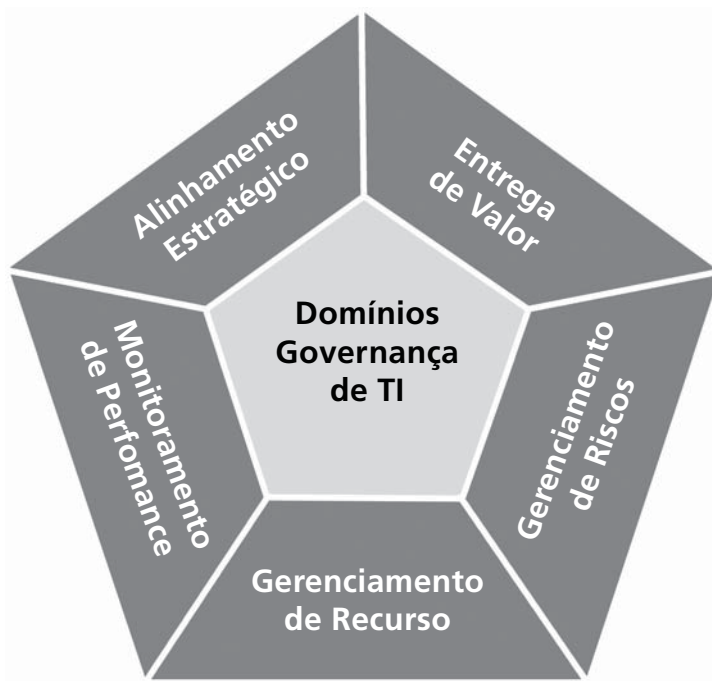 Alinhamento
Estratégico
Entrega
de Valor
Domínios
Governança
de TI
Monitoramento
de Perfomance
Gerenciamento
de Riscos
Gerenciamento
de Recurso